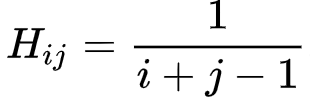 H_{ij} = \frac{1}{i + j - 1}